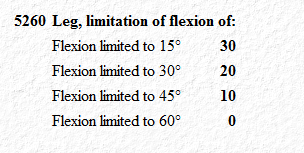 5260 Leg, limitation of flexion of:
Flexion limited to 15° 30
Flexion limited to 30° 20
Flexion limited to 45° 10
Flexion limited to 60° 0